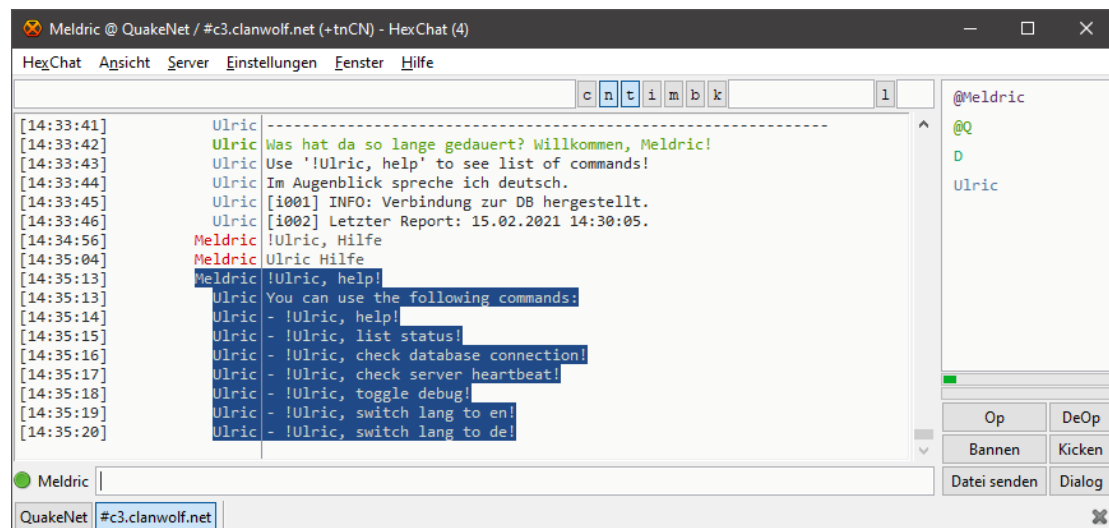 Meldric @ QuakeNet / #c3.clanwolf.net (+tnCN) - HexChat (4)
HexChat Ansicht Server Einstellungen Fenster Hilfe
c n t i m b k l
[14:33:41] Ulric ----------------------------------------------------------------------
[14:33:42] Ulric Was hat da so lange gedauert? Willkommen, Meldric!
[14:33:43] Ulric Use '!Ulric, help' to see list of commands!
[14:33:44] Ulric Im Augenblick spreche ich deutsch.
[14:33:45] Ulric [i001] INFO: Verbindung zur DB hergestellt.
[14:33:46] Ulric [i002] Letzter Report: 15.02.2021 14:30:05.
[14:34:56] Meldric !Ulric, Hilfe
[14:35:04] Meldric Ulric Hilfe
[14:35:13] Meldric !Ulric, help!
[14:35:13] Ulric You can use the following commands:
[14:35:14] Ulric - !Ulric, help!
[14:35:15] Ulric - !Ulric, list status!
[14:35:16] Ulric - !Ulric, check database connection!
[14:35:17] Ulric - !Ulric, check server heartbeat!
[14:35:18] Ulric - !Ulric, toggle debug!
[14:35:19] Ulric - !Ulric, switch lang to en!
[14:35:20] Ulric - !Ulric, switch lang to de!
@Meldric
@Q
D
Ulric
Op DeOp
Bannen Kicken
Datei senden Dialog
Meldric
QuakeNet #c3.clanwolf.net